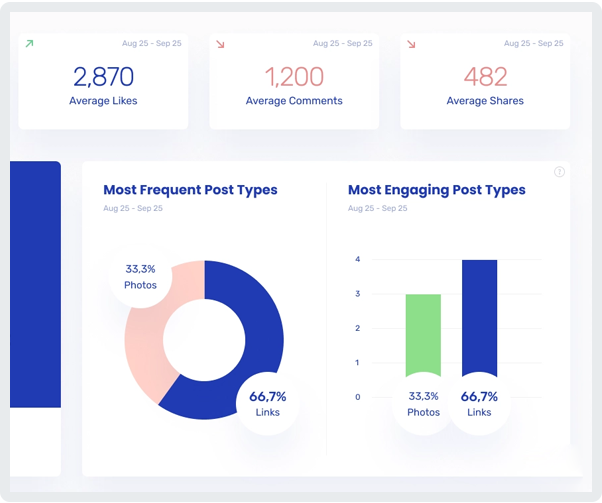 Aug 25 - Sep 25
2,870
Average Likes
Aug 25 - Sep 25
1,200
Average Comments
Aug 25 - Sep 25
482
Average Shares
Most Frequent Post Types
Aug 25 - Sep 25
33,3%
Photos
66,7%
Links
?
Most Engaging Post Types
Aug 25 - Sep 25
4
3
2
1
0
33,3%
Photos
66,7%
Links